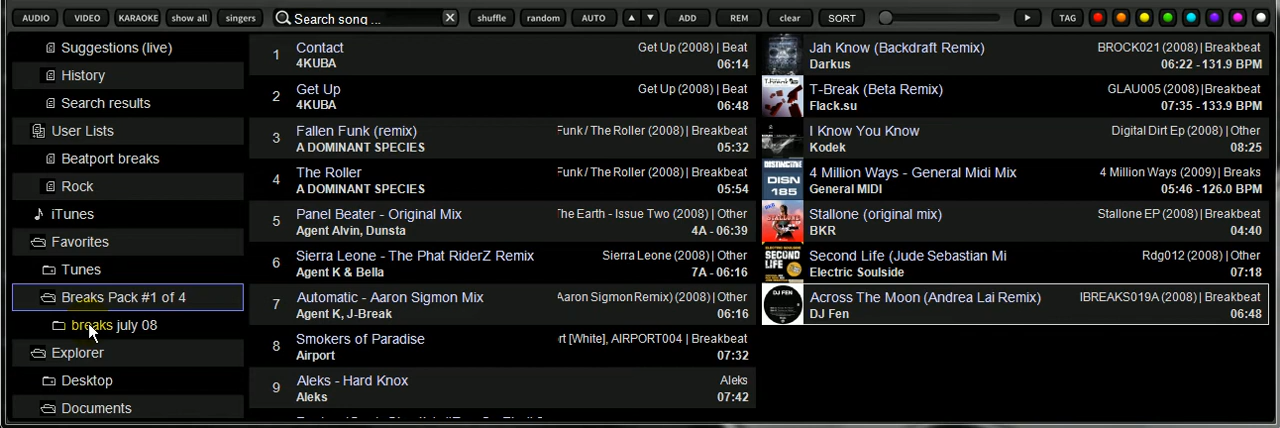 AUDIO VIDEO KARAOKE show all singers Search song ... shuffle random AUTO ADD REM clear SORT TAG
Suggestions (live)
History
Search results
User Lists
Beatport breaks
Rock
iTunes
Favorites
Tunes
Breaks Pack #1 of 4
breaks july 08
Explorer
Desktop
Documents
1 Contact Get Up (2008) | Beat
4KUBA 06:14
2 Get Up Get Up (2008) | Beat
4KUBA 06:48
3 Fallen Funk (remix) Funk / The Roller (2008) | Breakbeat
A DOMINANT SPECIES 05:32
4 The Roller Funk / The Roller (2008) | Breakbeat
A DOMINANT SPECIES 05:54
5 Panel Beater - Original Mix The Earth - Issue Two (2008) | Other
Agent Alvin, Dunsta 4A - 06:39
6 Sierra Leone - The Phat RiderZ Remix Sierra Leone (2008) | Other
Agent K & Bella 7A - 06:16
7 Automatic - Aaron Sigmon Mix Aaron Sigmon Remix) (2008) | Other
Agent K, J-Break 06:16
8 Smokers of Paradise rt [White], AIRPORT004 | Breakbeat
Airport 07:32
9 Aleks - Hard Knox Aleks
Aleks 07:42
Jah Know (Backdraft Remix) BROCK021 (2008) | Breakbeat
Darkus 06:22 - 131.9 BPM
T-Break (Beta Remix) GLAU005 (2008) | Breakbeat
Flack.su 07:35 - 133.9 BPM
I Know You Know Digital Dirt Ep (2008) | Other
Kodek 08:25
DISTINCTIVE
DISN
185
4 Million Ways - General Midi Mix 4 Million Ways (2009) | Breaks
General MIDI 05:46 - 126.0 BPM
STALLONE
Stallone (original mix) Stallone EP (2008) | Breakbeat
BKR 04:40
SECOND
LIFE
Second Life (Jude Sebastian Mi Rdg012 (2008) | Breakbeat
Electric Soulside 07:18
DJ FEN
Across The Moon (Andrea Lai Remix) IBREAKS019A (2008) | Breakbeat
DJ Fen 06:48